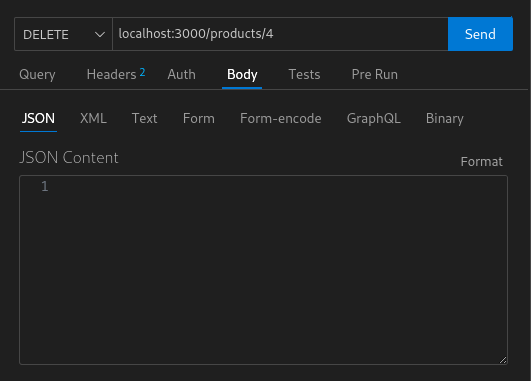 DELETE localhost:3000/products/4 Send
Query Headers 2 Auth Body Tests Pre Run
JSON XML Text Form Form-encode GraphQL Binary
JSON Content Format
1